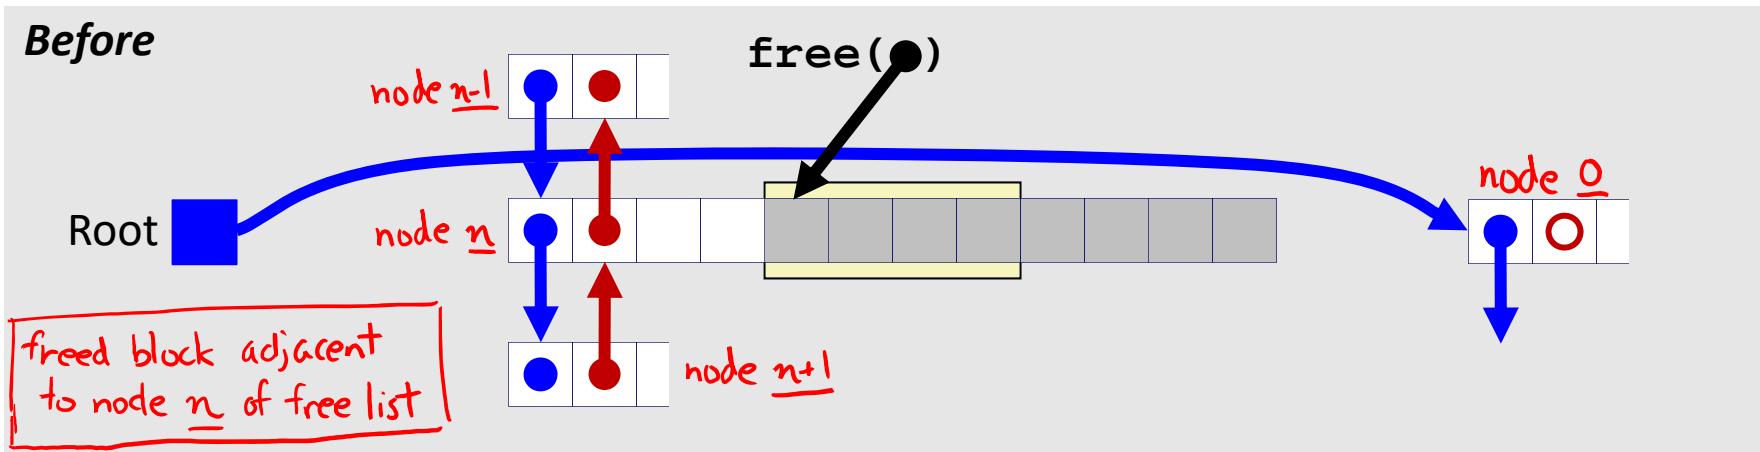 Before
free( )
node n-1
node 0
Root
node n
freed block adjacent
to node n of free list
node n+1